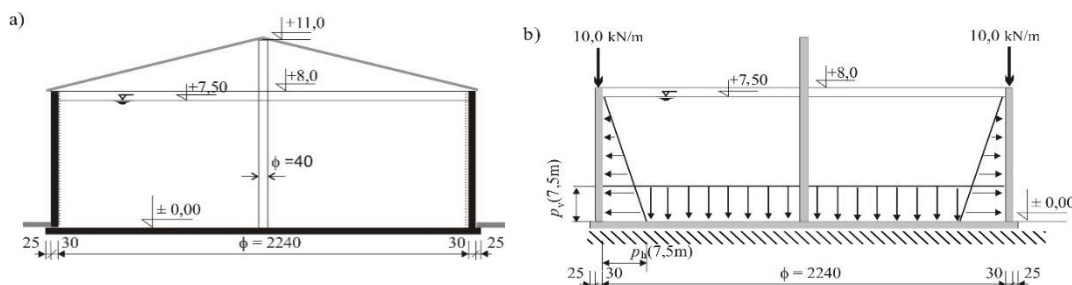 a)
+11,0
+8,0
+7,50
ϕ =40
± 0,00
25 30 ϕ = 2240 30 25
b)
10,0 kN/m 10,0 kN/m
+8,0
+7,50
pv(7,5m)
± 0,00
ph(7,5m)
25 30 ϕ = 2240 30 25